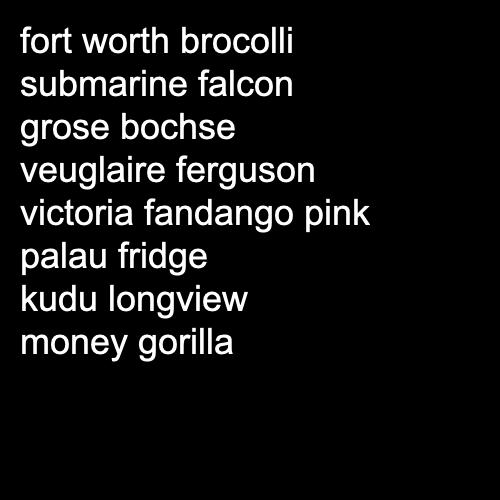 fort worth brocolli
submarine falcon
grose bochse
veuglaire ferguson
victoria fandango pink
palau fridge
kudu longview
money gorilla